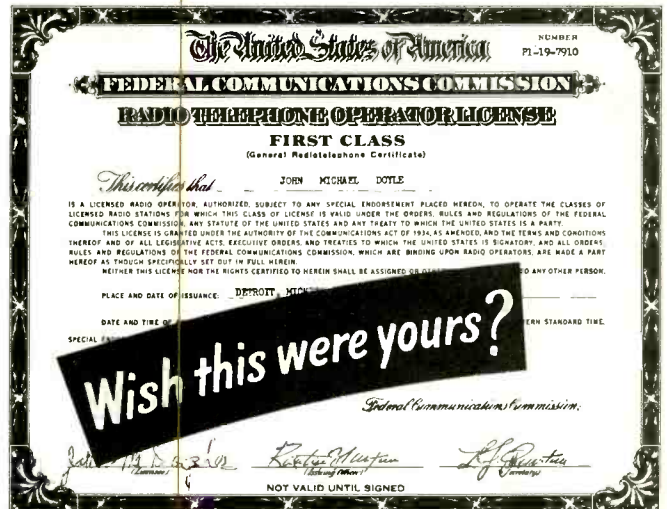 The United States of America
NUMBER
P1-19-7910
FEDERAL COMMUNICATIONS COMMISSION
RADIO TELEPHONE OPERATOR LICENSE
FIRST CLASS
(General Radiotelephone Certificate)
This certifies that JOHN MICHAEL DOYLE
IS A LICENSED RADIO OPERATOR, AUTHORIZED, SUBJECT TO ANY SPECIAL ENDORSEMENT PLACED HEREON, TO OPERATE THE CLASSES OF
LICENSED RADIO STATIONS FOR WHICH THIS CLASS OF LICENSE IS VALID UNDER THE ORDERS, RULES AND REGULATIONS OF THE FEDERAL
COMMUNICATIONS COMMISSION, ANY STATUTE OF THE UNITED STATES AND ANY TREATY TO WHICH THE UNITED STATES IS A PARTY.
THIS LICENSE IS GRANTED UNDER THE AUTHORITY OF THE COMMUNICATIONS ACT OF 1934, AS AMENDED, AND THE TERMS AND CONDITIONS
THEREOF AND OF ALL LEGISLATIVE ACTS, EXECUTIVE ORDERS, AND TREATIES TO WHICH THE UNITED STATES IS SIGNATORY, AND ALL ORDERS,
RULES AND REGULATIONS OF THE FEDERAL COMMUNICATIONS COMMISSION, WHICH ARE BINDING UPON RADIO OPERATORS, ARE MADE A PART
HEREOF AS THOUGH SPECIFICALLY SET OUT IN FULL HEREIN.
NEITHER THIS LICENSE NOR THE RIGHTS CERTIFIED TO HEREIN SHALL BE ASSIGNED OR TO ANY OTHER PERSON.
PLACE AND DATE OF ISSUANCE: DETROIT,
DATE AND TIME OF STANDARD TIME
SPECIAL
Wish this were yours?
Federal Communications Commission:
(Licensee) (Issuing Officer) (Secretary)
NOT VALID UNTIL SIGNED